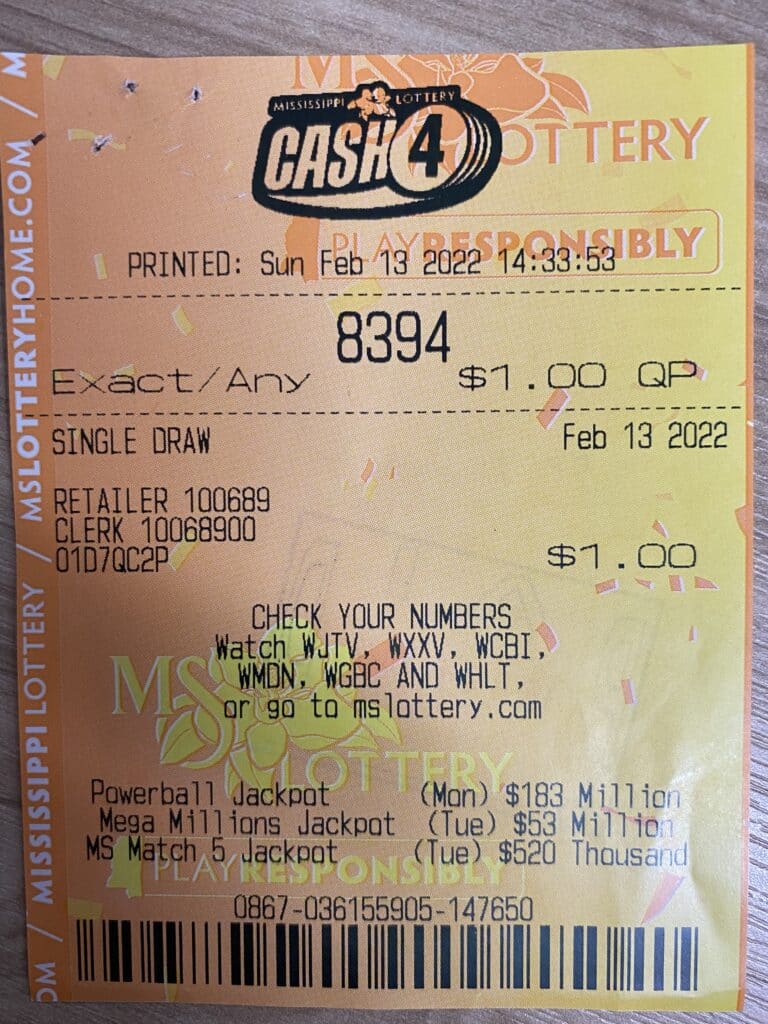 MISSISSIPPI LOTTERY
CASH 4
MS LOTTERY
PLAY RESPONSIBLY
PRINTED: Sun Feb 13 2022 14:33:53
8394
Exact/Any $1.00 QP
SINGLE DRAW Feb 13 2022
RETAILER 100689
CLERK 10068900
01D7QC2P $1.00
CHECK YOUR NUMBERS
Watch WJTV, WXXV, WCBI,
WMDN, WGBC AND WHLT,
or go to mslottery.com
MS LOTTERY
Powerball Jackpot (Mon) $183 Million
Mega Millions Jackpot (Tue) $53 Million
MS Match 5 Jackpot (Tue) $520 Thousand
PLAY RESPONSIBLY
0867-036155905-147650
OM / MISSISSIPPI LOTTERY / MSLOTTERYHOME.COM / M